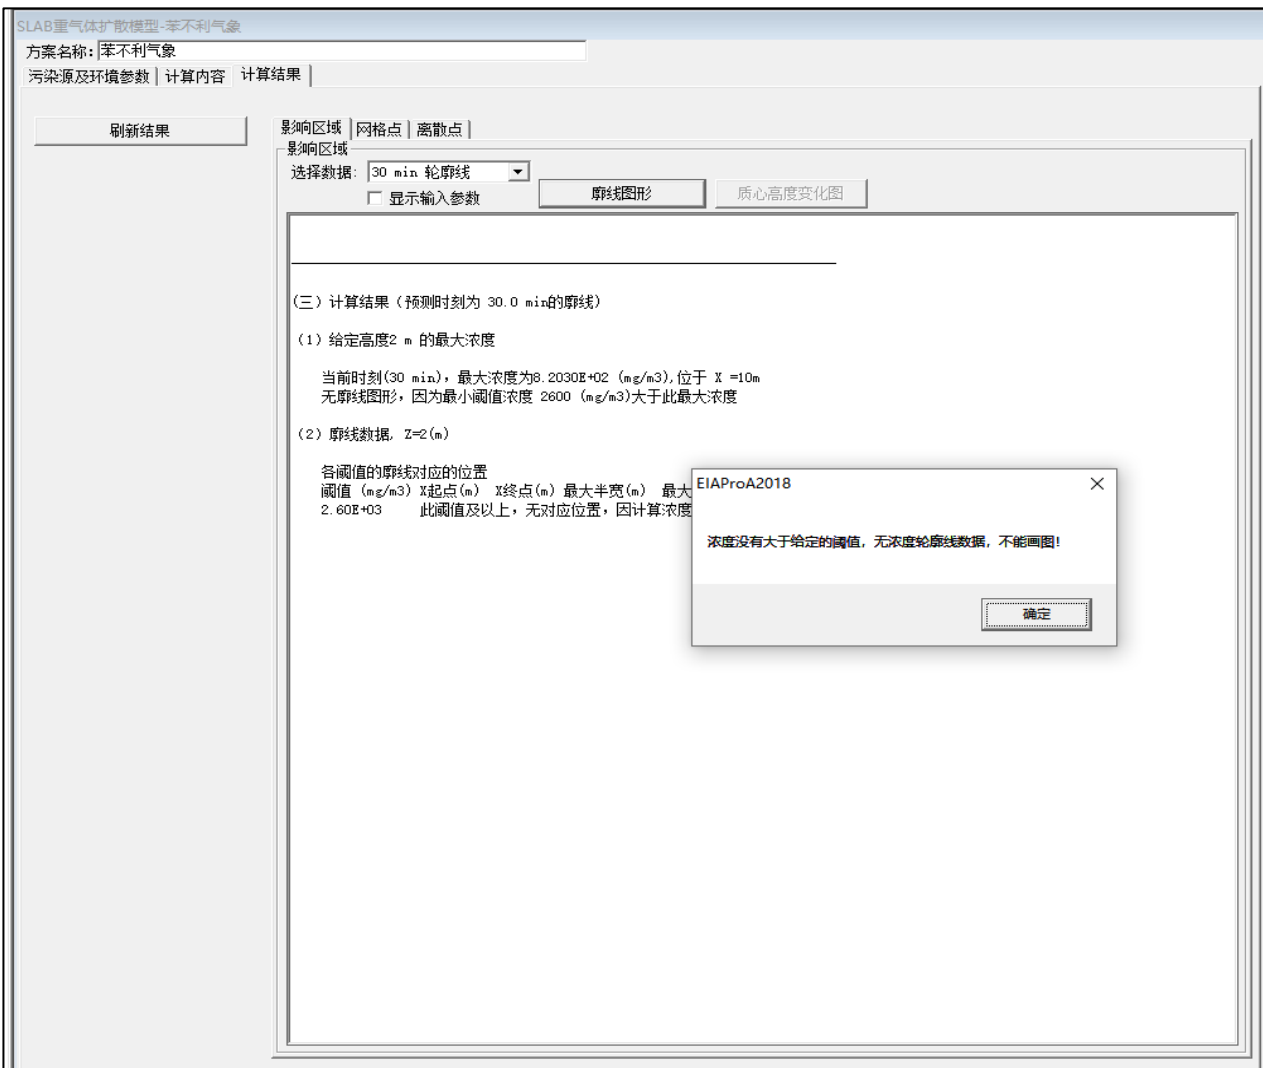 SLAB重气体扩散模型-苯不利气象
方案名称: 苯不利气象
污染源及环境参数 计算内容 计算结果
刷新结果
影响区域 网格点 离散点
影响区域
选择数据: 30 min 轮廓线
显示输入参数
廓线图形 质心高度变化图
(三) 计算结果（预测时刻为 30.0 min的廓线)
(1) 给定高度2 m 的最大浓度
当前时刻(30 min), 最大浓度为8.2030E+02 (mg/m3),位于 X =10m
无廓线图形, 因为最小阈值浓度 2600 (mg/m3)大于此最大浓度
(2) 廓线数据, Z=2(m)
各阈值的廓线对应的位置
阈值 (mg/m3) X起点(m) X终点(m) 最大半宽(m) 最大
2.60E+03 此阈值及以上, 无对应位置, 因计算浓度
EIAProA2018
浓度没有大于给定的阈值, 无浓度轮廓线数据, 不能画图!
确定